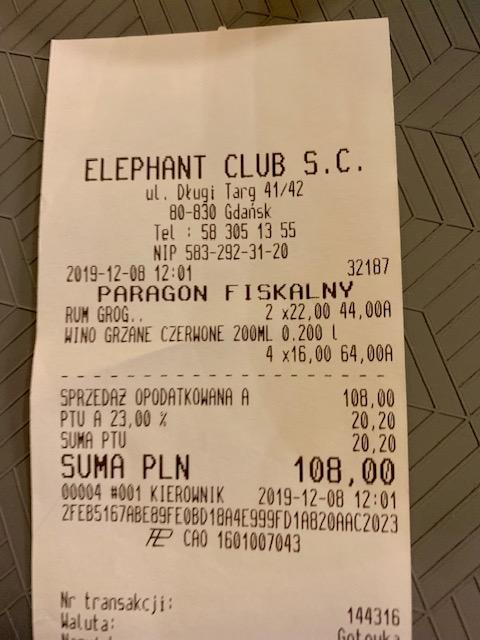 ELEPHANT CLUB S.C.
ul. Długi Targ 41/42
80-830 Gdańsk
Tel : 58 305 13 55
NIP 583-292-31-20
2019-12-08 12:01 32187
PARAGON FISKALNY
RUM GROG.. 2 x22,00 44,00A
WINO GRZANE CZERWONE 200ML 0.200 l
4 x16,00 64,00A
SPRZEDAŻ OPODATKOWANA A 108,00
PTU A 23,00 % 20,20
SUMA PTU 20,20
SUMA PLN 108,00
00004 #001 KIEROWNIK 2019-12-08 12:01
2FEB5167ABE89FE0BD18A4E999FD1A820AAC2023
CAO 1601007043
Nr transakcji: 144316
Waluta: Gotówka